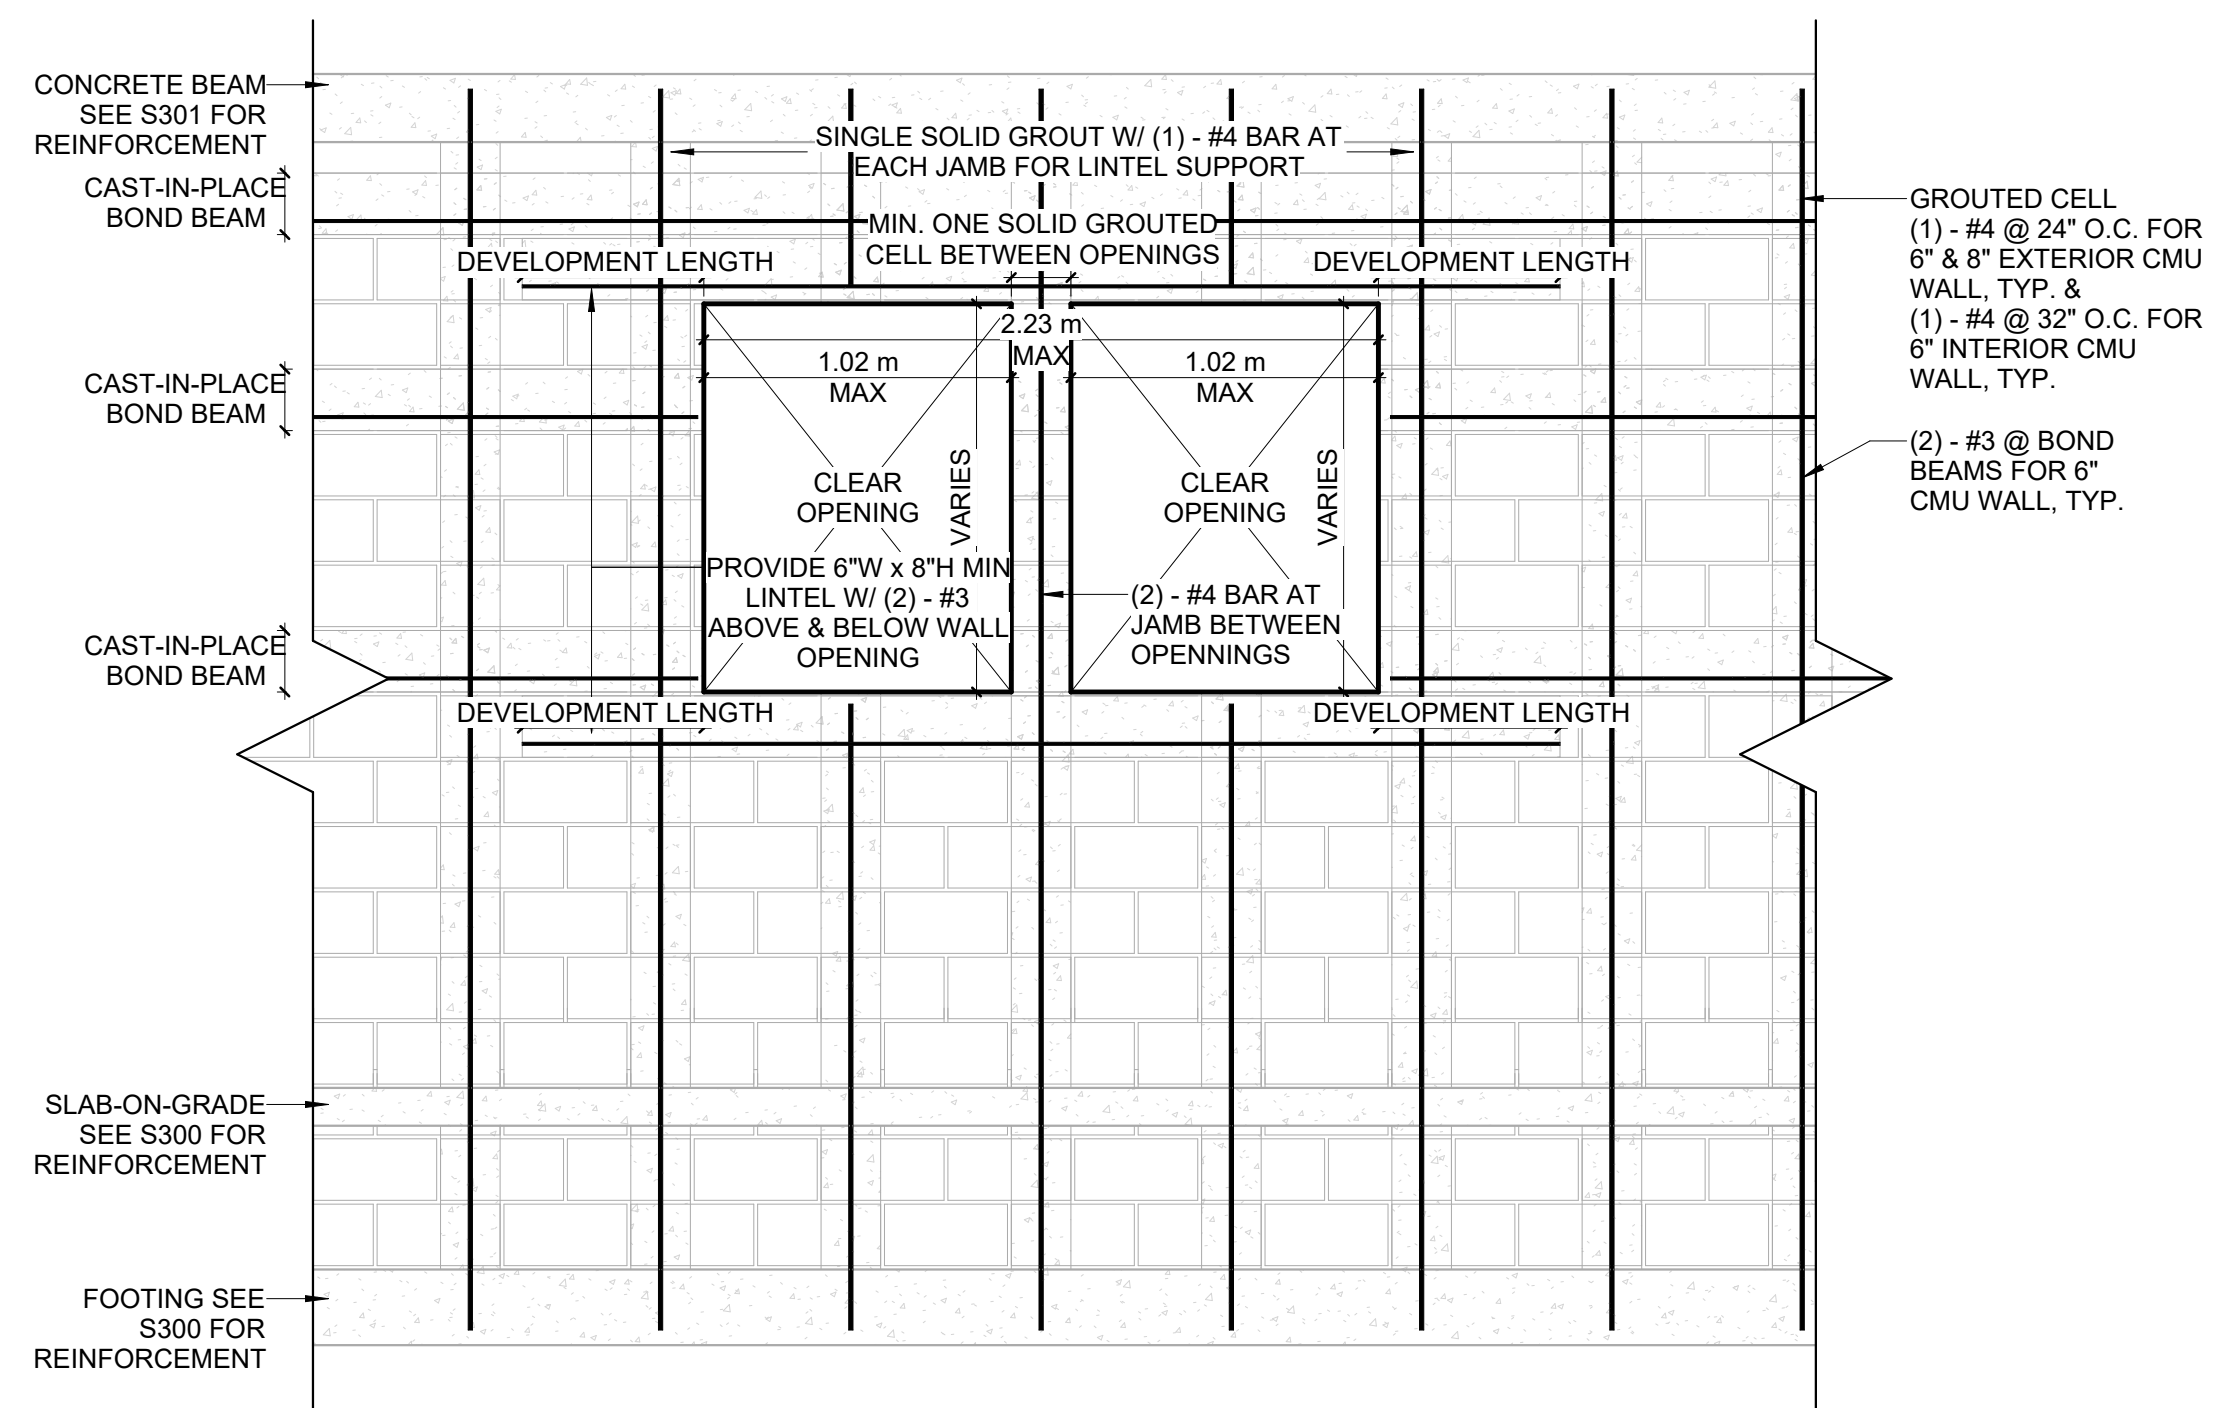 CONCRETE BEAM
SEE S301 FOR
REINFORCEMENT
CAST-IN-PLACE
BOND BEAM
SINGLE SOLID GROUT W/ (1) - #4 BAR AT
EACH JAMB FOR LINTEL SUPPORT
MIN. ONE SOLID GROUTED
CELL BETWEEN OPENINGS
DEVELOPMENT LENGTH
DEVELOPMENT LENGTH
GROUTED CELL
(1) - #4 @ 24" O.C. FOR
6" & 8" EXTERIOR CMU
WALL, TYP. &
(1) - #4 @ 32" O.C. FOR
6" INTERIOR CMU
WALL, TYP.
2.23 m
MAX
1.02 m
MAX
1.02 m
MAX
CAST-IN-PLACE
BOND BEAM
(2) - #3 @ BOND
BEAMS FOR 6"
CMU WALL, TYP.
CLEAR
OPENING
VARIES
CLEAR
OPENING
VARIES
PROVIDE 6"W x 8"H MIN
LINTEL W/ (2) - #3
ABOVE & BELOW WALL
OPENING
(2) - #4 BAR AT
JAMB BETWEEN
OPENNINGS
CAST-IN-PLACE
BOND BEAM
DEVELOPMENT LENGTH
DEVELOPMENT LENGTH
SLAB-ON-GRADE
SEE S300 FOR
REINFORCEMENT
FOOTING SEE
S300 FOR
REINFORCEMENT